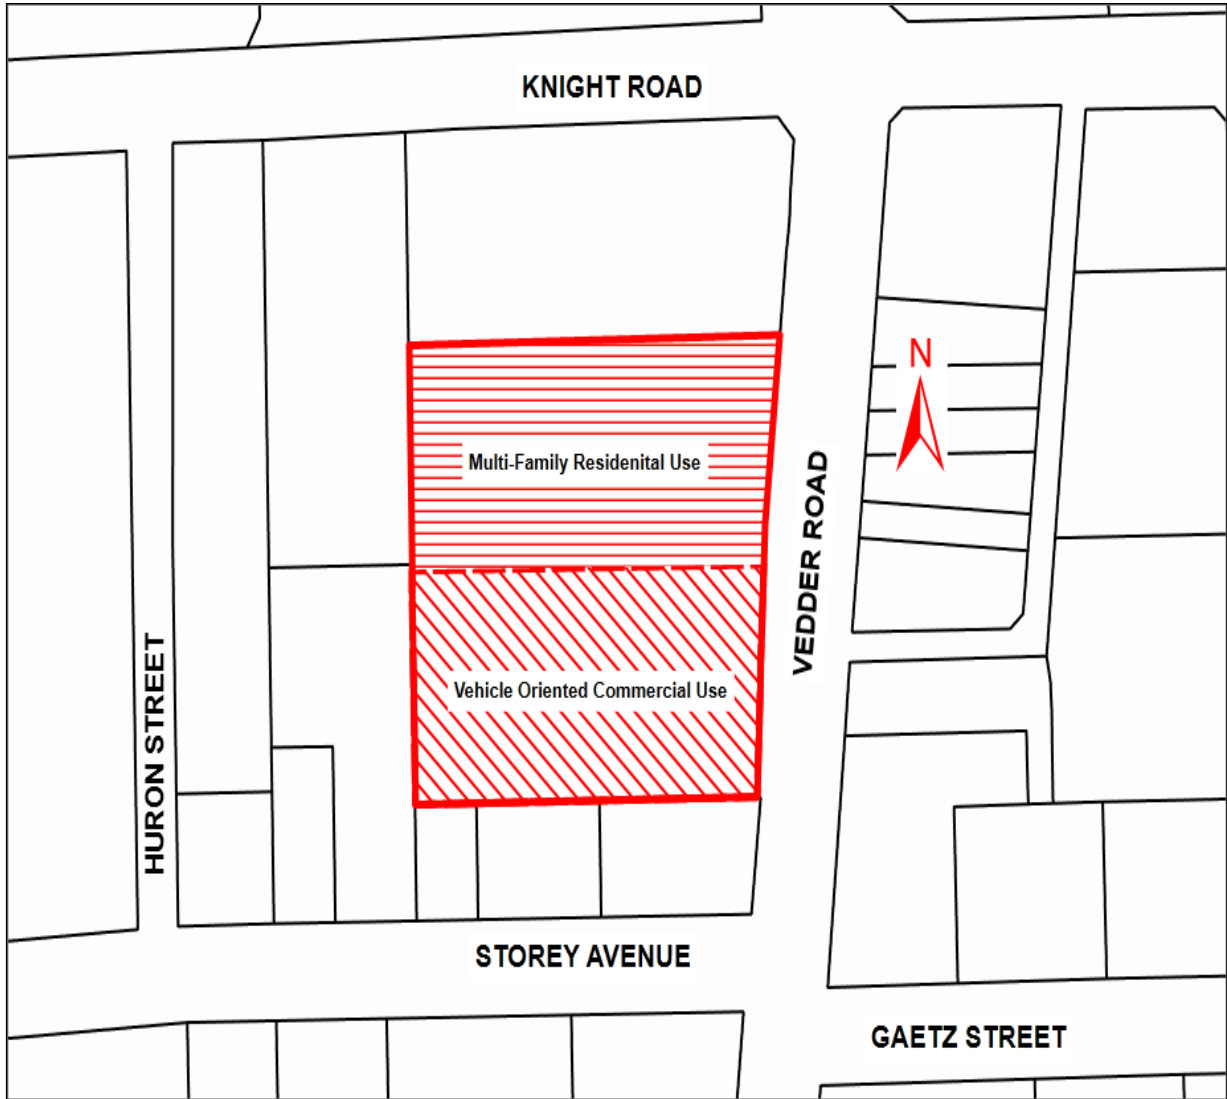 KNIGHT ROAD
N
Multi-Family Residenital Use
VEDDER ROAD
Vehicle Oriented Commercial Use
HURON STREET
STOREY AVENUE
GAETZ STREET